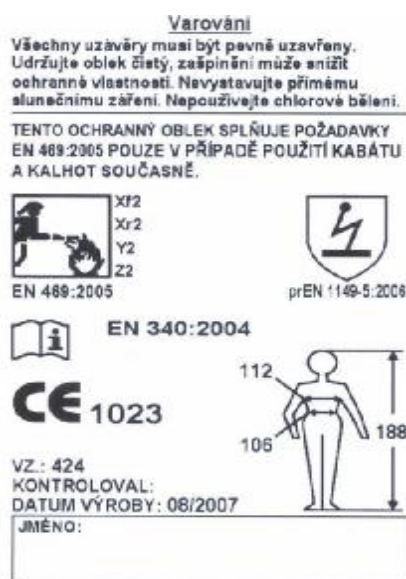 Varování
Všechny uzávěry musí být pevně uzavřeny.
Udržujte oblek čistý, zašpinění může snížit
ochranné vlastnosti. Nevystavujte přímému
slunečnímu záření. Nepoužívejte chlorové bělení.
TENTO OCHRANNÝ OBLEK SPLŇUJE POŽADAVKY
EN 469:2005 POUZE V PŘÍPADĚ POUŽITÍ KABÁTU
A KALHOT SOUČASNĚ.
Xf2
Xr2
Y2
Z2
EN 469:2005
prEN 1149-5:2006
i
EN 340:2004
CE 1023
112
106
188
VZ.: 424
KONTROLOVAL:
DATUM VÝROBY: 08/2007
JMÉNO: